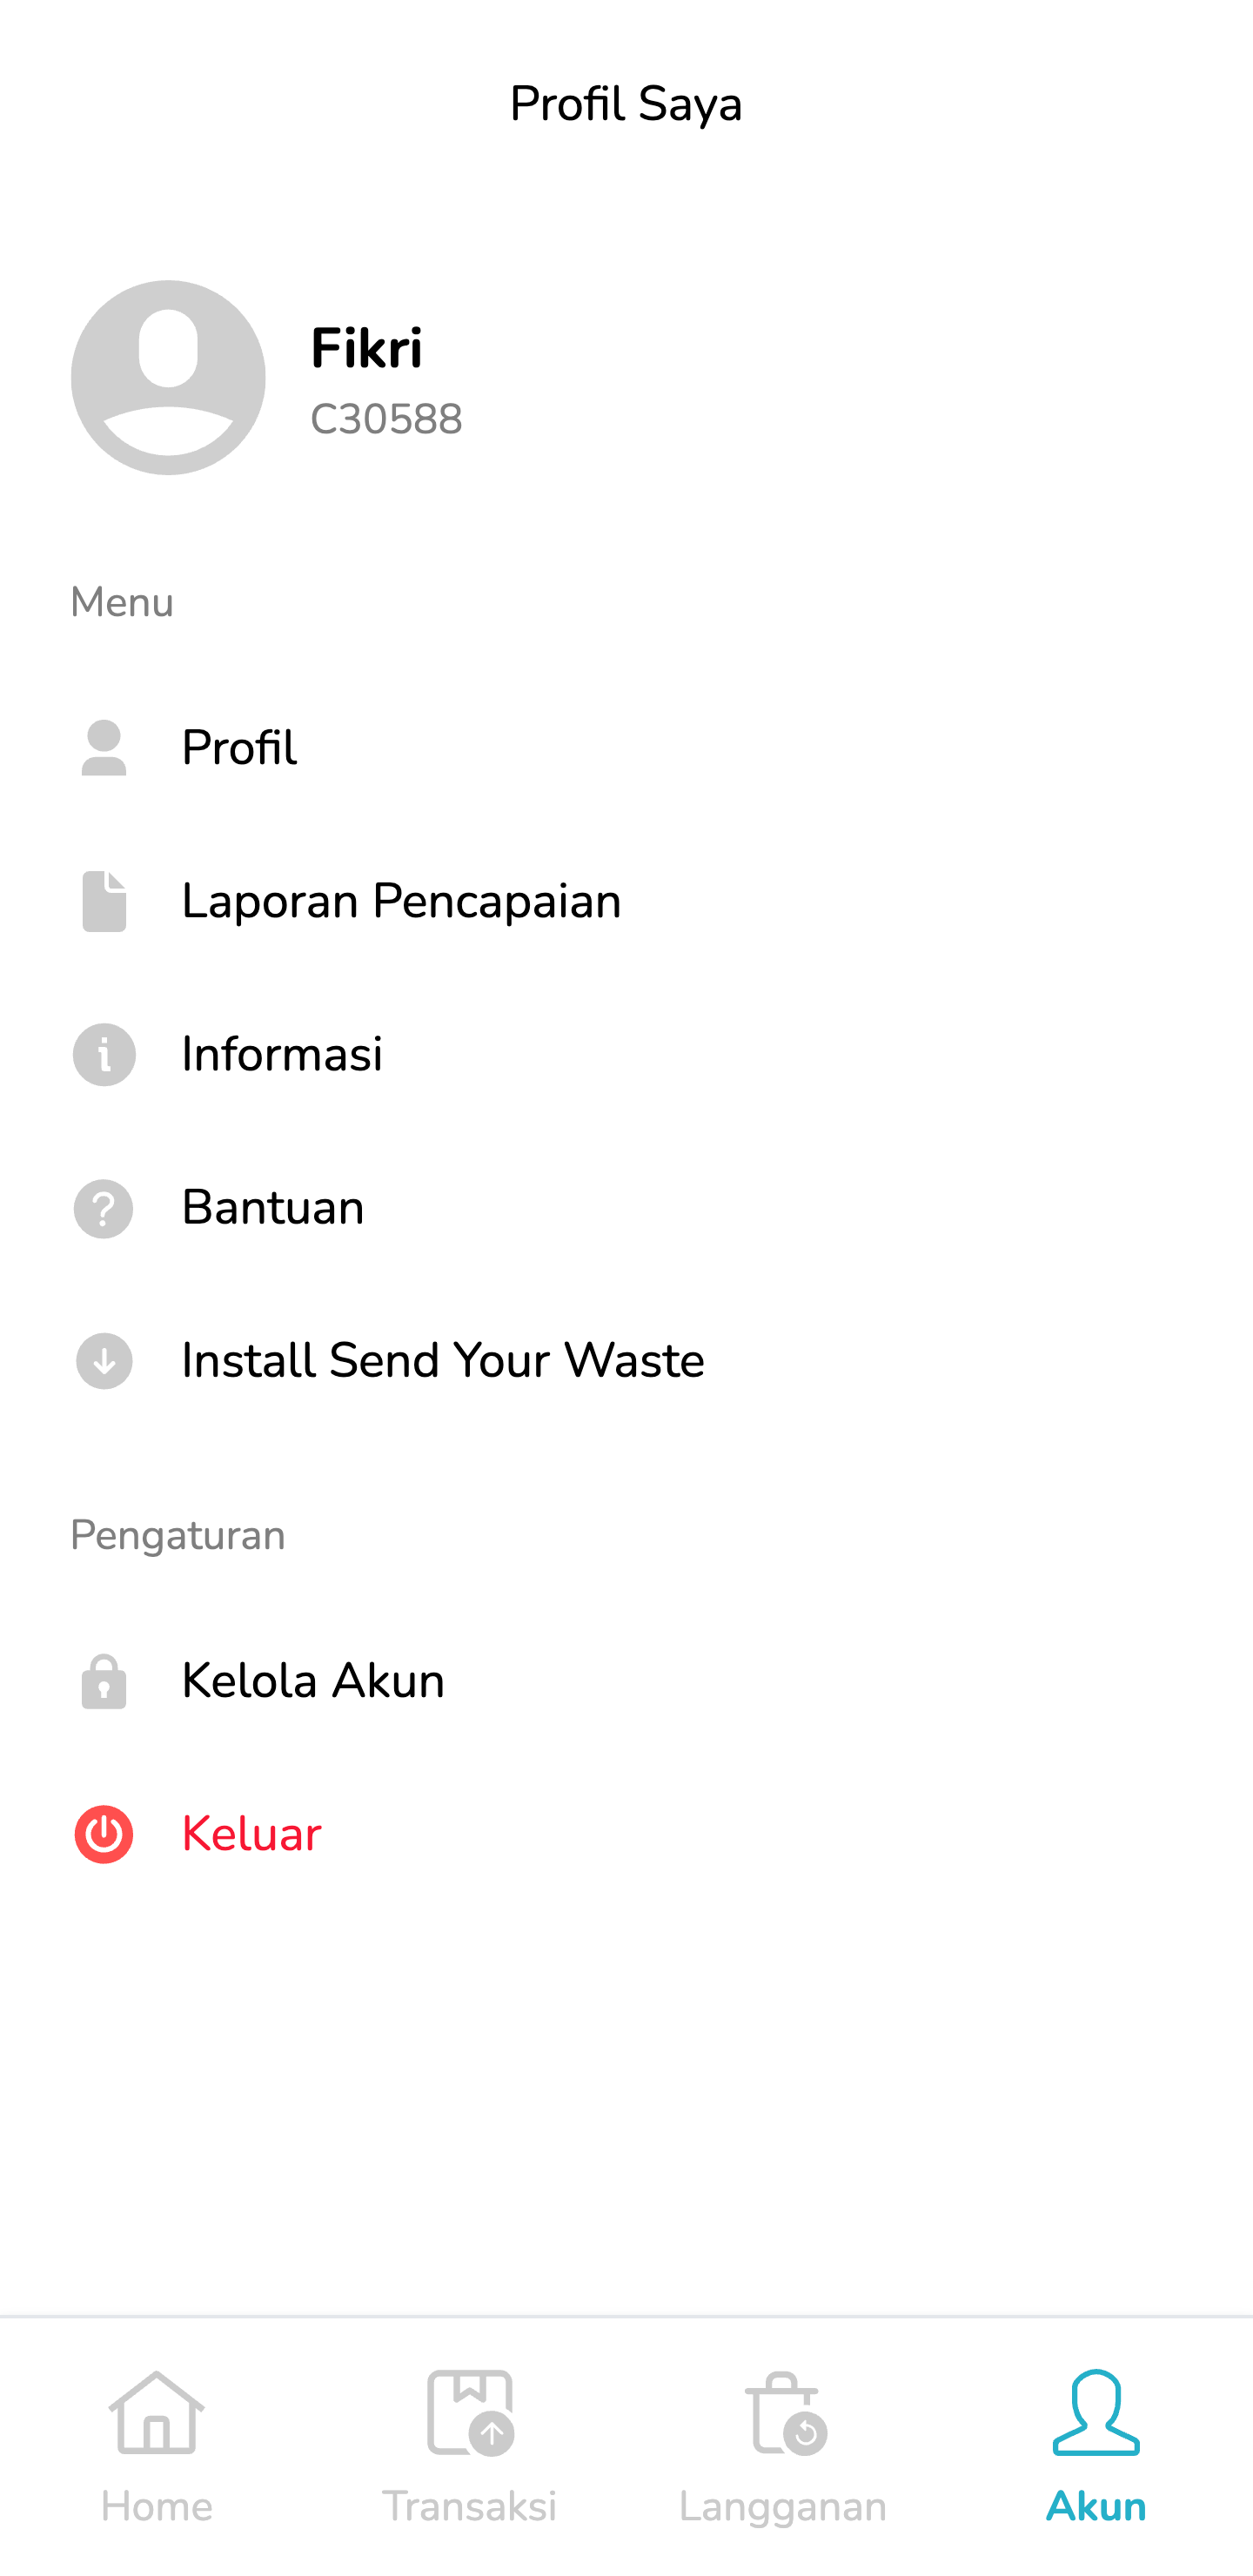 Profil Saya
Fikri
C30588
Menu
Profil
Laporan Pencapaian
Informasi
Bantuan
Install Send Your Waste
Pengaturan
Kelola Akun
Keluar
Home
Transaksi
Langganan
Akun